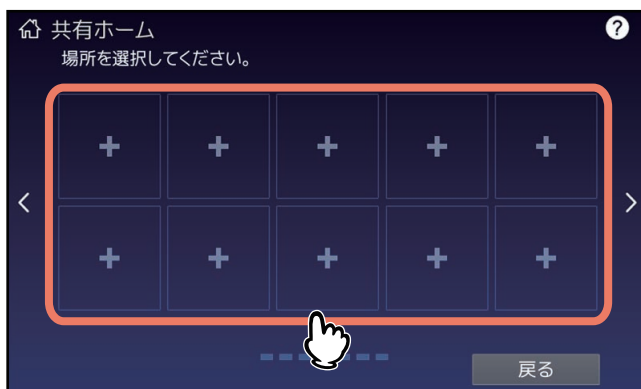 共有ホーム
?
場所を選択してください。
+ + + + +
+ + + + +
戻る